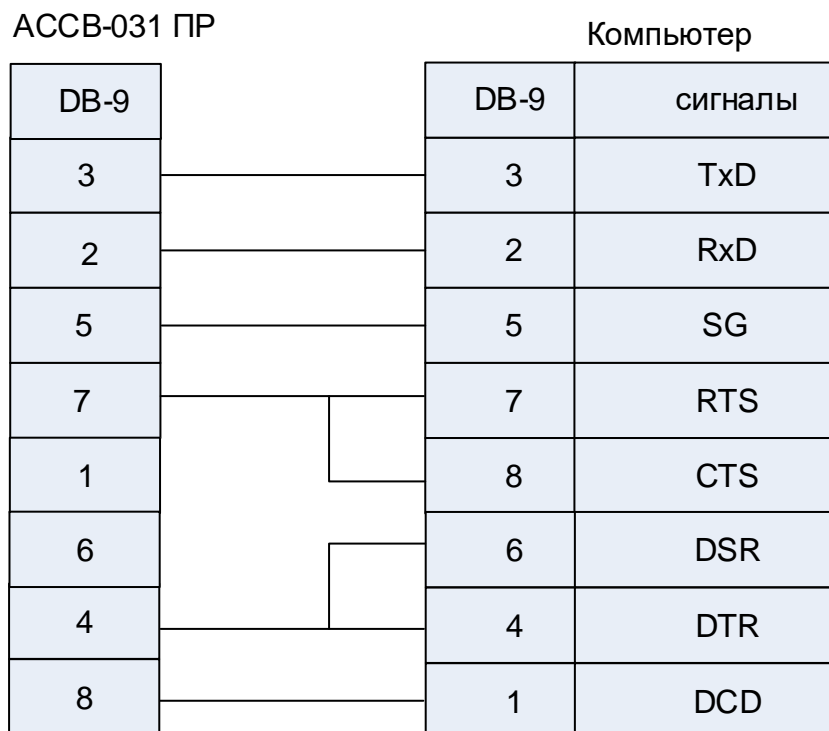 АССВ-031 ПР
Компьютер
DB-9 DB-9 сигналы
3 3 TxD
2 2 RxD
5 5 SG
7 7 RTS
1 8 CTS
6 6 DSR
4 4 DTR
8 1 DCD